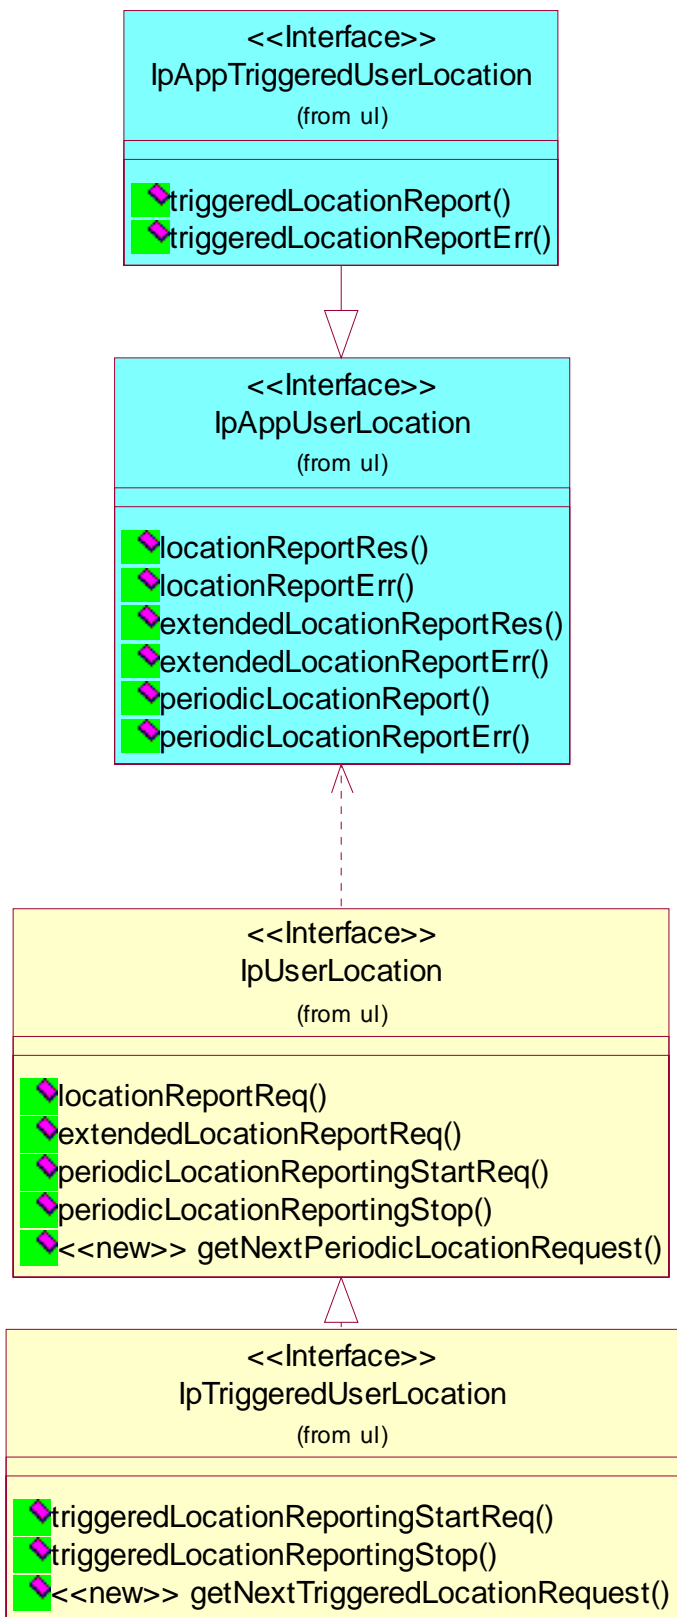 <<Interface>>
IpAppTriggeredUserLocation
(from ul)
triggeredLocationReport()
triggeredLocationReportErr()
<<Interface>>
IpAppUserLocation
(from ul)
locationReportRes()
locationReportErr()
extendedLocationReportRes()
extendedLocationReportErr()
periodicLocationReport()
periodicLocationReportErr()
<<Interface>>
IpUserLocation
(from ul)
locationReportReq()
extendedLocationReportReq()
periodicLocationReportingStartReq()
periodicLocationReportingStop()
<<new>> getNextPeriodicLocationRequest()
<<Interface>>
IpTriggeredUserLocation
(from ul)
triggeredLocationReportingStartReq()
triggeredLocationReportingStop()
<<new>> getNextTriggeredLocationRequest()